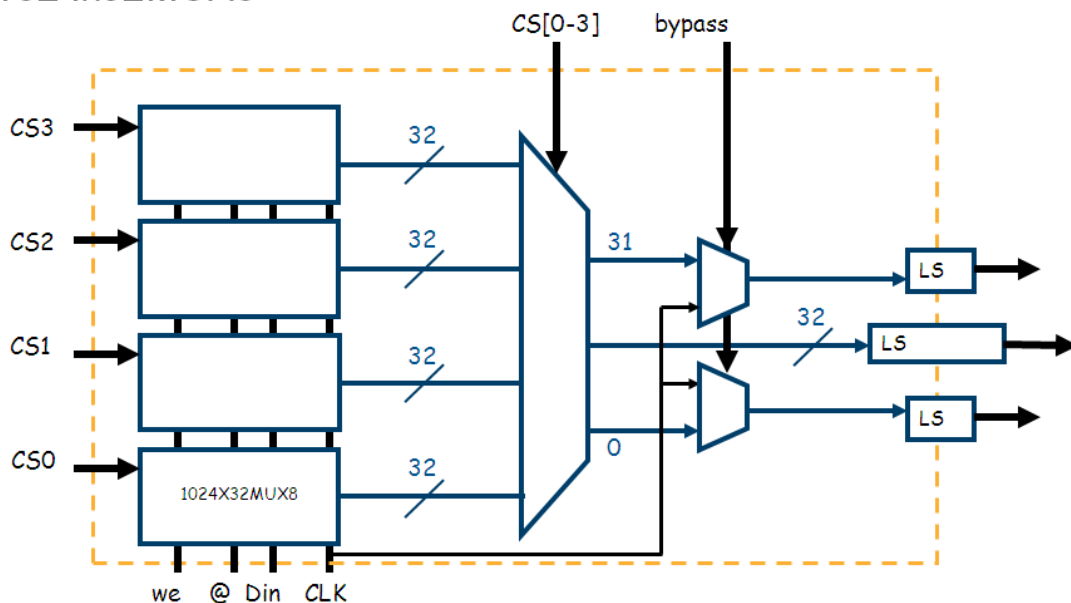 CS[0-3]
bypass
CS3
32
CS2
32
31
LS
32
LS
CS1
32
LS
0
CS0
32
1024X32MUX8
we
@
Din
CLK